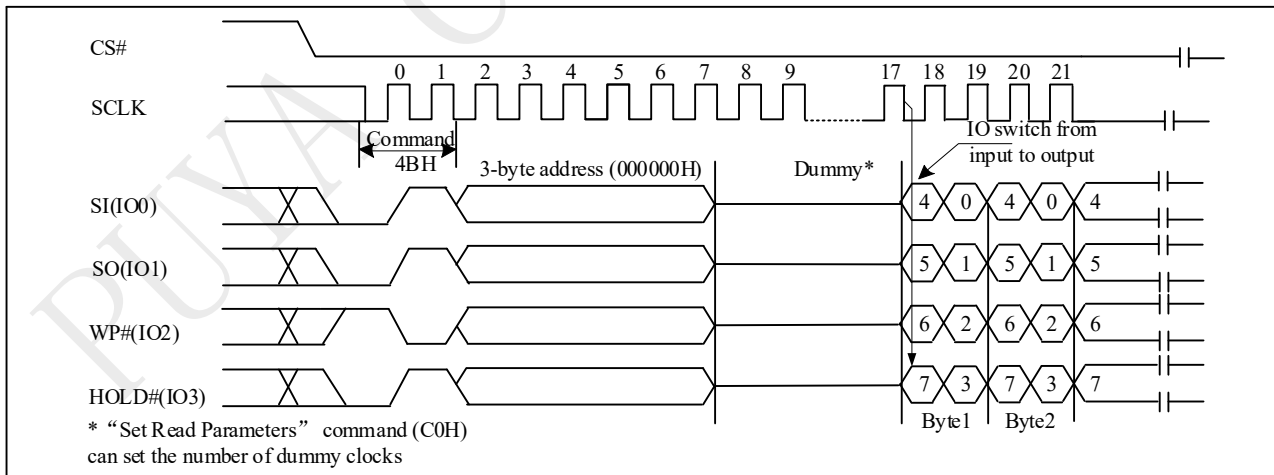 PUYA C
CS#
0 1 2 3 4 5 6 7 8 9 17 18 19 20 21
SCLK
Command
4BH
IO switch from
input to output
3-byte address (000000H)
Dummy*
SI(IO0)
4 0 4 0 4
SO(IO1)
5 1 5 1 5
WP#(IO2)
6 2 6 2 6
HOLD#(IO3)
7 3 7 3 7
Byte1 Byte2
* “Set Read Parameters” command (C0H)
can set the number of dummy clocks